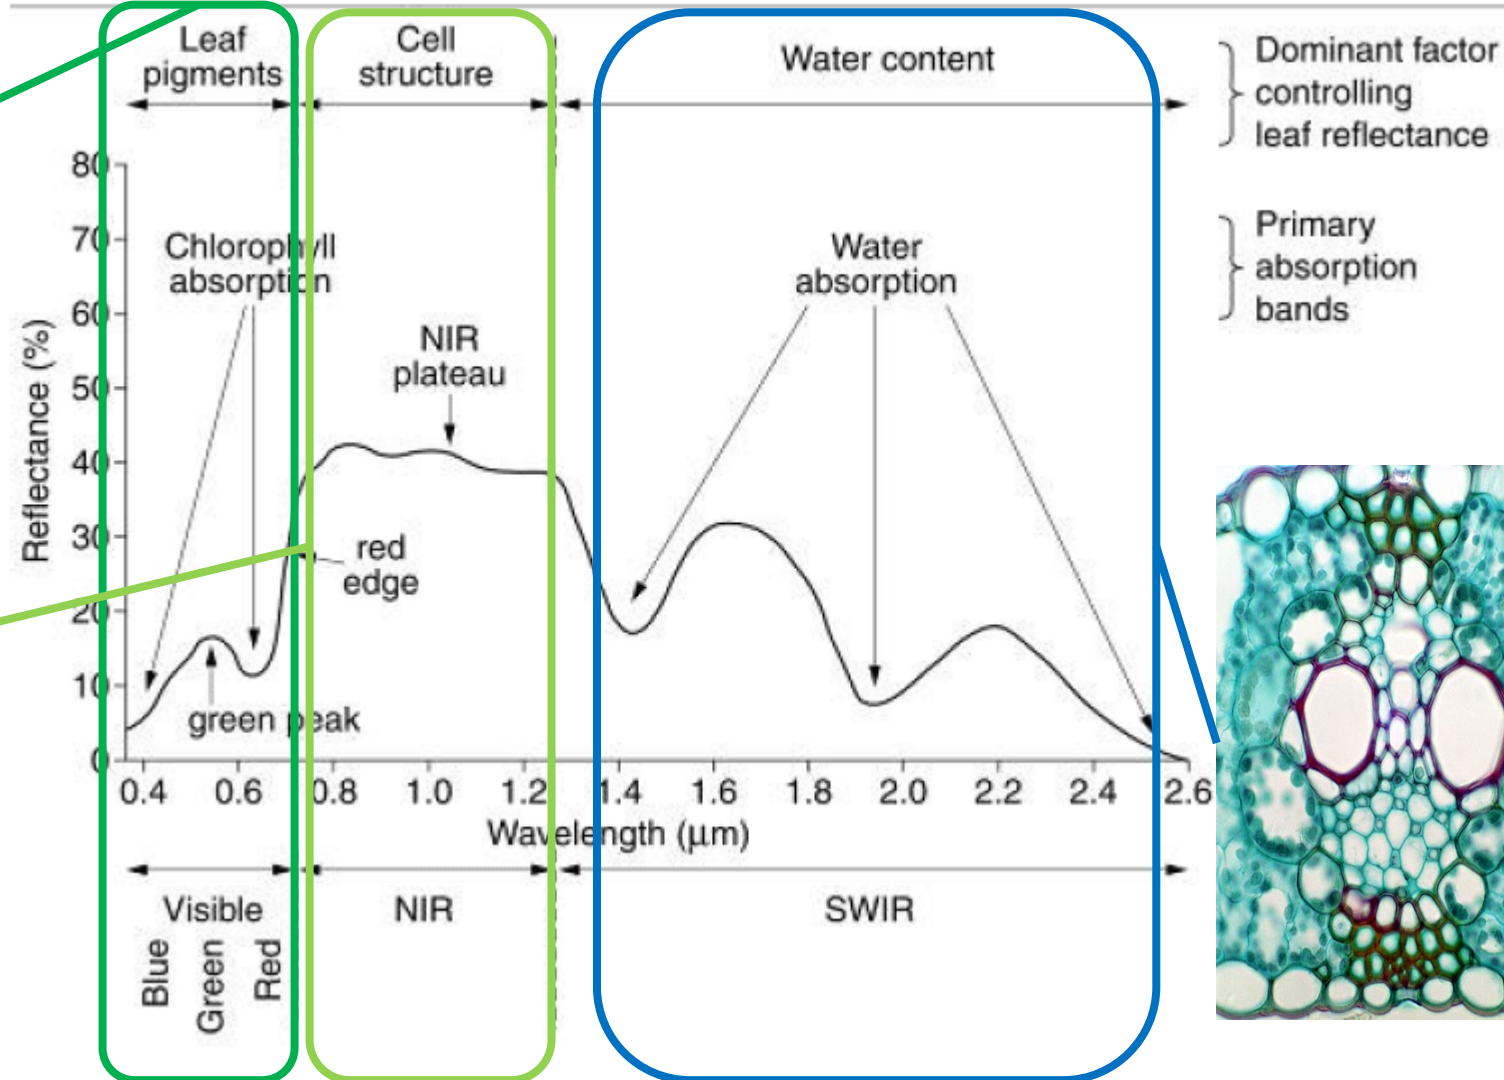 Leaf
pigments
Cell
structure
Water content
Dominant factor
controlling
leaf reflectance
Primary
absorption
bands
80
70
60
50
40
30
20
10
0
Reflectance (%)
Chlorophyll
absorption
NIR
plateau
Water
absorption
red
edge
green peak
0.4 0.6 0.8 1.0 1.2 1.4 1.6 1.8 2.0 2.2 2.4 2.6
Wavelength (μm)
Visible
NIR
SWIR
Blue
Green
Red